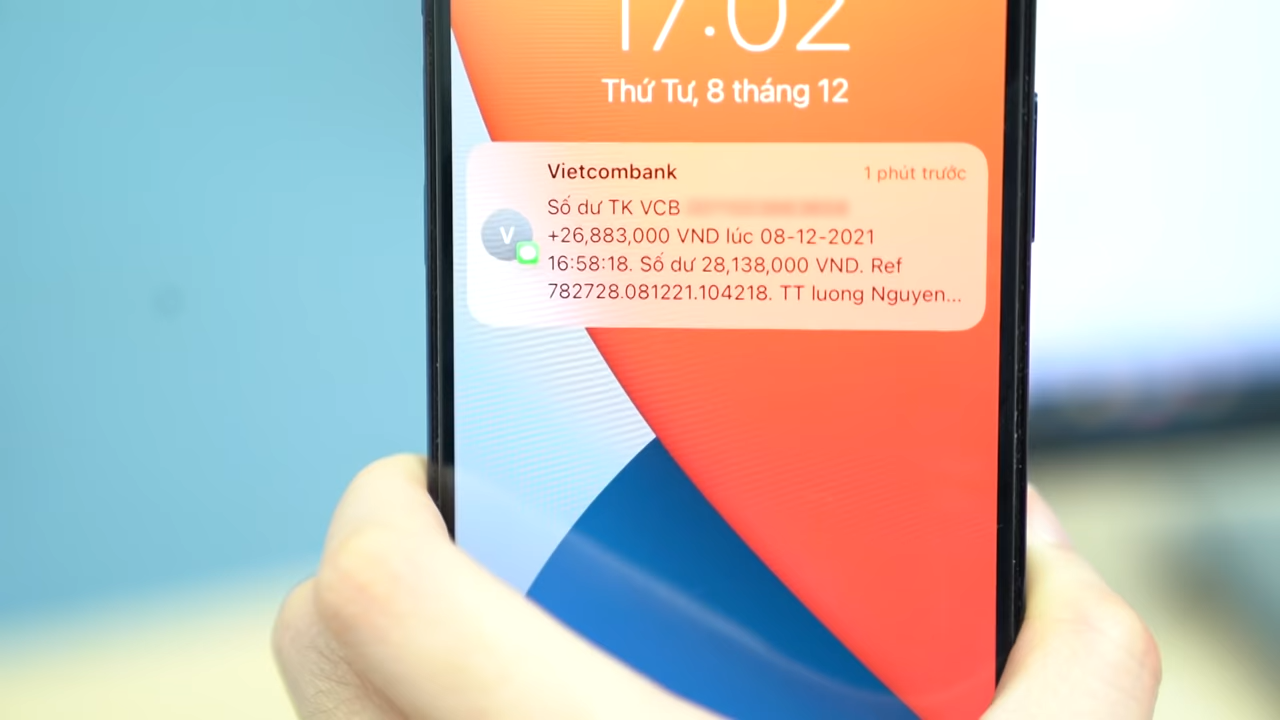 17:02
Thứ Tư, 8 tháng 12
Vietcombank
1 phút trước
Số dư TK VCB
V
+26,883,000 VND lúc 08-12-2021
16:58:18. Số dư 28,138,000 VND. Ref
782728.081221.104218. TT luong Nguyen...